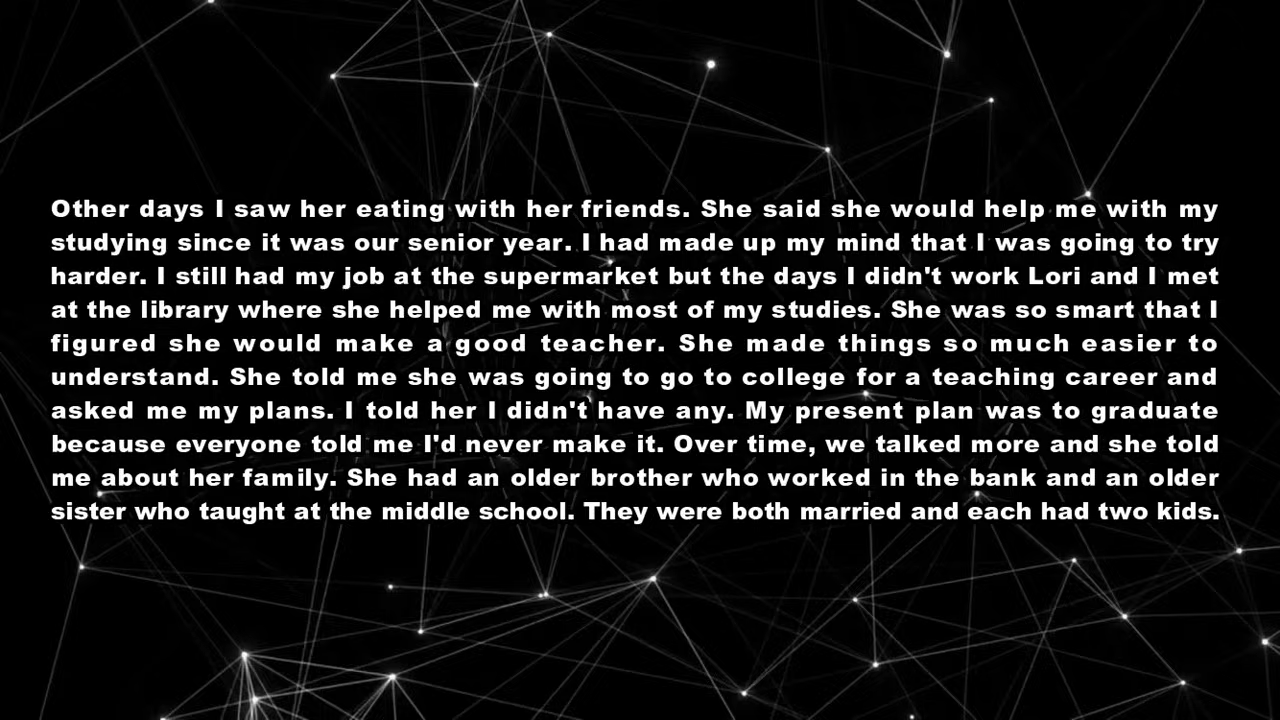 Other days I saw her eating with her friends. She said she would help me with my
studying since it was our senior year. I had made up my mind that I was going to try
harder. I still had my job at the supermarket but the days I didn't work Lori and I met
at the library where she helped me with most of my studies. She was so smart that I
figured she would make a good teacher. She made things so much easier to
understand. She told me she was going to go to college for a teaching career and
asked me my plans. I told her I didn't have any. My present plan was to graduate
because everyone told me I'd never make it. Over time, we talked more and she told
me about her family. She had an older brother who worked in the bank and an older
sister who taught at the middle school. They were both married and each had two kids.